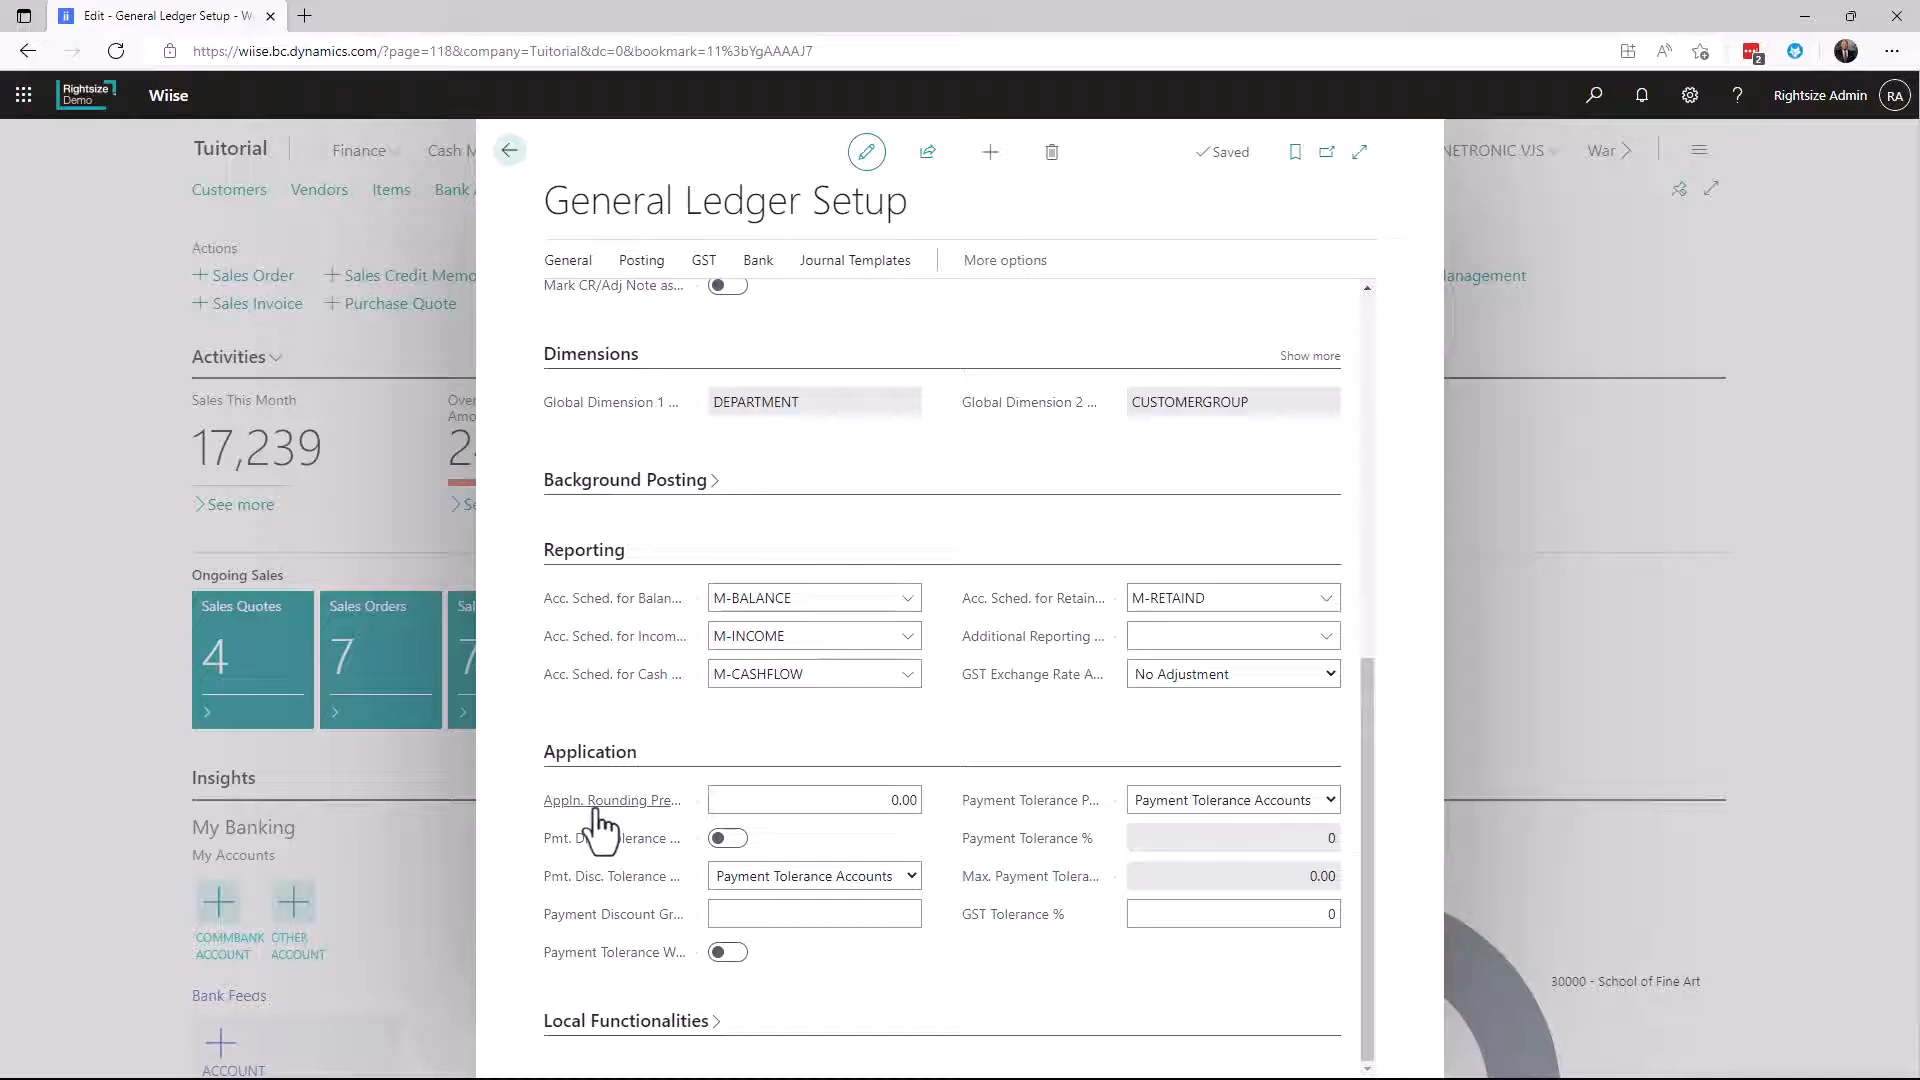 Edit - General Ledger Setup - W
https://wiise.bc.dynamics.com/?page=118&company=Tuitorial&dc=0&bookmark=11%3bYgAAAAJ7
2
Rightsize
Demo
Wiise
Rightsize Admin
RA
Tuitorial
Finance
Cash M
NETRONIC VJS
War
Customers
Vendors
Items
Bank
Actions
Sales Order
Sales Credit Memo
Sales Invoice
Purchase Quote
anagement
Activities
Sales This Month
17,239
See more
Over
Amo
2
Ongoing Sales
Sales Quotes
4
Sales Orders
7
Sal
7
Insights
My Banking
My Accounts
COMMBANK
ACCOUNT
OTHER
ACCOUNT
Bank Feeds
ACCOUNT
30000 - School of Fine Art
Saved
General Ledger Setup
General
Posting
GST
Bank
Journal Templates
More options
Mark CR/Adj Note as...
Dimensions
Show more
Global Dimension 1 ...
DEPARTMENT
Global Dimension 2 ...
CUSTOMERGROUP
Background Posting
Reporting
Acc. Sched. for Balan...
M-BALANCE
Acc. Sched. for Retain...
M-RETAIND
Acc. Sched. for Incom...
M-INCOME
Additional Reporting ...
Acc. Sched. for Cash ...
M-CASHFLOW
GST Exchange Rate A...
No Adjustment
Application
Appln. Rounding Pre...
0.00
Payment Tolerance P...
Payment Tolerance Accounts
Pmt. D lerance ...
Payment Tolerance %
0
Pmt. Disc. Tolerance ...
Payment Tolerance Accounts
Max. Payment Tolera...
0.00
Payment Discount Gr...
GST Tolerance %
0
Payment Tolerance W...
Local Functionalities